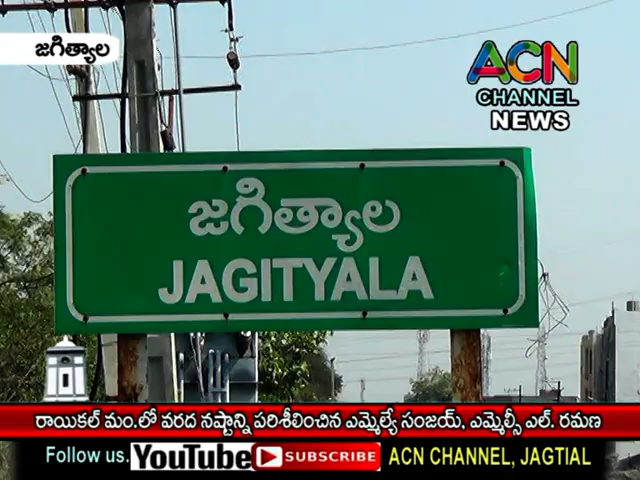 జగిత్యాల
ACN
CHANNEL
NEWS
జగిత్యాల
JAGITYALA
రాయికల్ మం.లో వరద నష్టాన్ని పరిశీలించిన ఎమ్మెల్యే సంజయ్, ఎమ్మెల్సీ ఎల్. రమణ
Follow us. YouTube SUBSCRIBE ACN CHANNEL, JAGTIAL